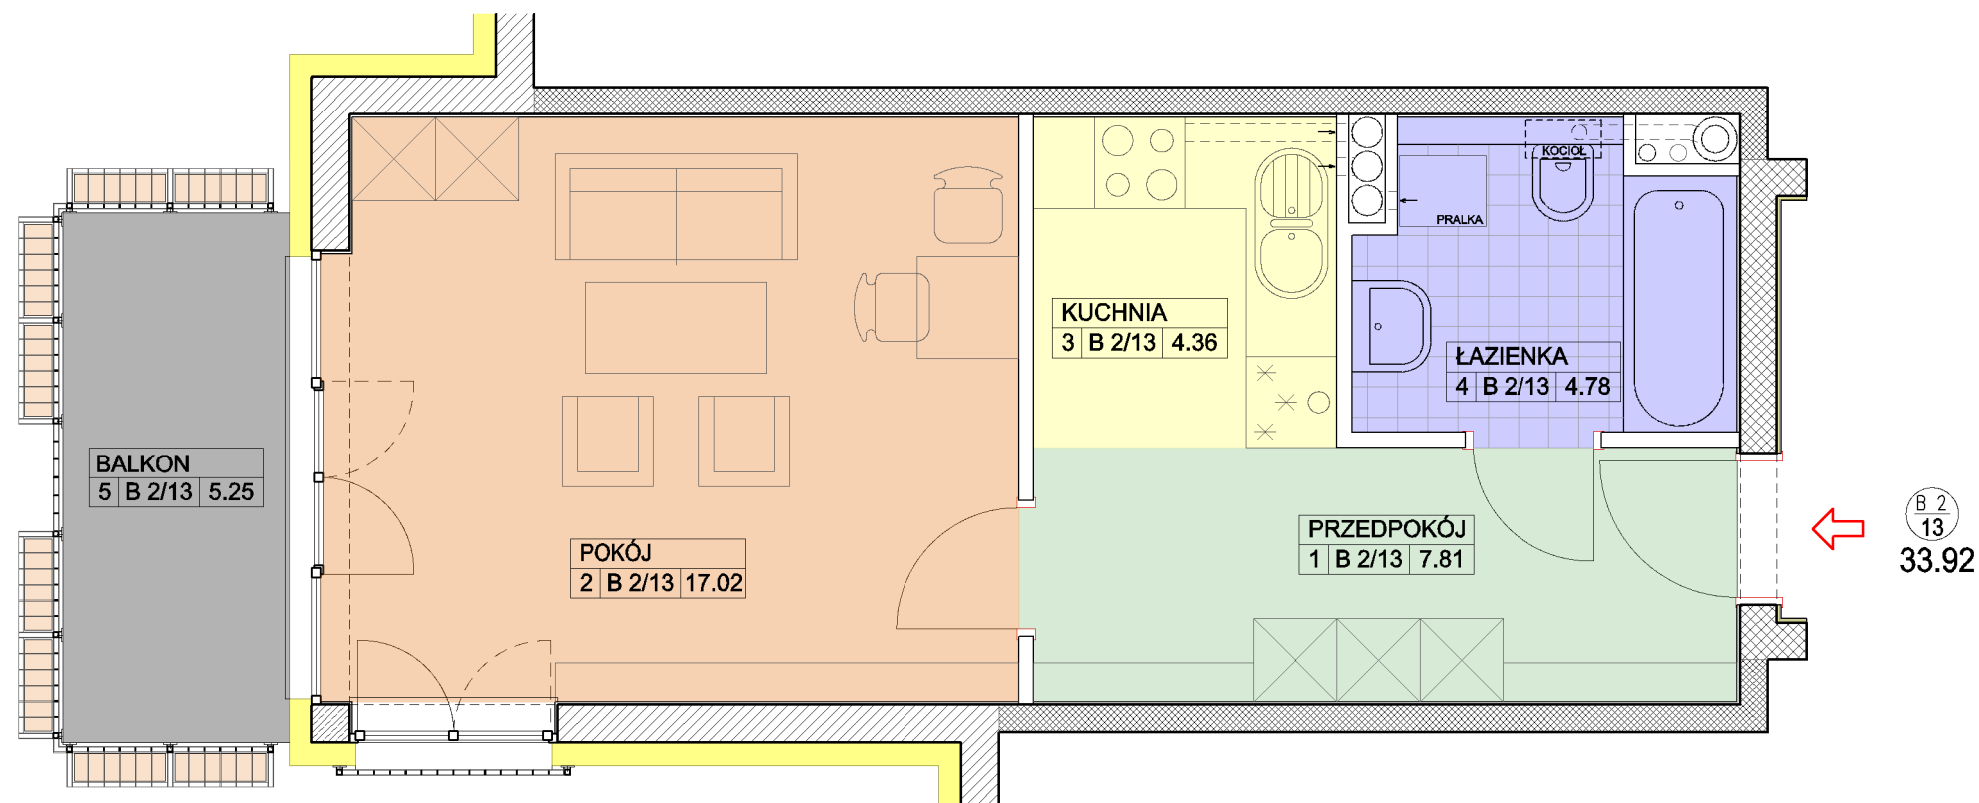 KOCIOŁ
PRALKA
KUCHNIA
3 B 2/13 4.36
ŁAZIENKA
4 B 2/13 4.78
BALKON
5 B 2/13 5.25
POKÓJ
2 B 2/13 17.02
PRZEDPOKÓJ
1 B 2/13 7.81
B 2
13
33.92